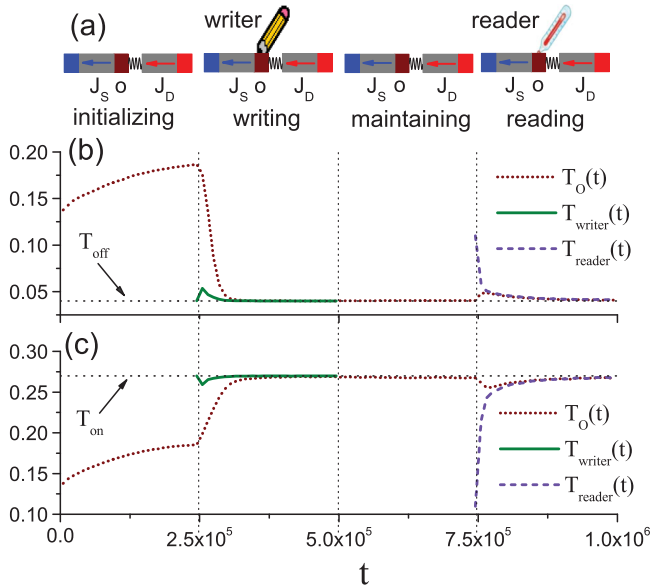 (a) writer reader
J_S O J_D J_S O J_D J_S O J_D J_S O J_D
initializing writing maintaining reading
(b)
0.20
0.15
0.10
0.05
T_off
T_O(t)
T_writer(t)
T_reader(t)
(c)
0.30
0.25
0.20
0.15
0.10
T_on
T_O(t)
T_writer(t)
T_reader(t)
0.0 2.5x10^5 5.0x10^5 7.5x10^5 1.0x10^6
t